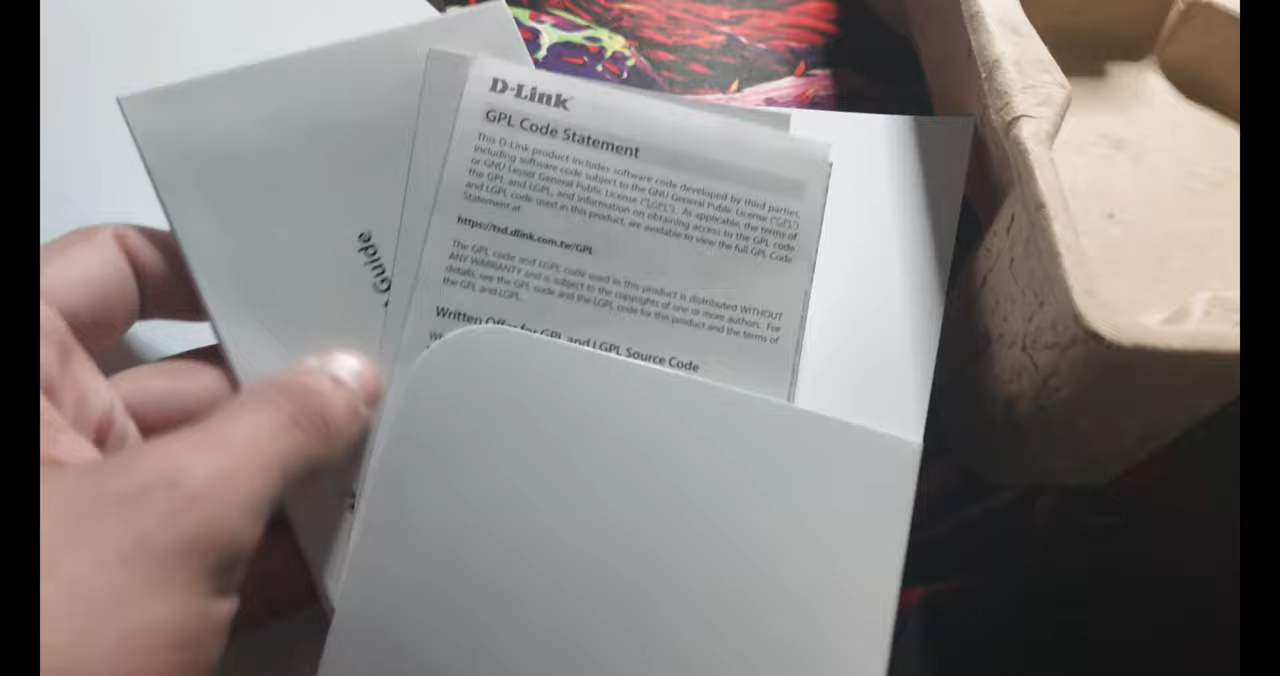 D-Link
GPL Code Statement
This D-Link product includes software code developed by third parties,
including software code subject to the GNU General Public License ("GPL")
or GNU Lesser General Public License ("LGPL"). As applicable, the terms of
the GPL and LGPL, and information on obtaining access to the GPL code
and LGPL code used in this product, are available to view the full GPL Code
Statement at
https://tsd.dlink.com.tw/GPL
The GPL code and LGPL code used in this product is distributed WITHOUT
ANY WARRANTY and is subject to the copyrights of one or more authors. For
details, see the GPL code and the LGPL code for this product and the terms of
the GPL and LGPL.
Written Offer for GPL and LGPL Source Code
Guide